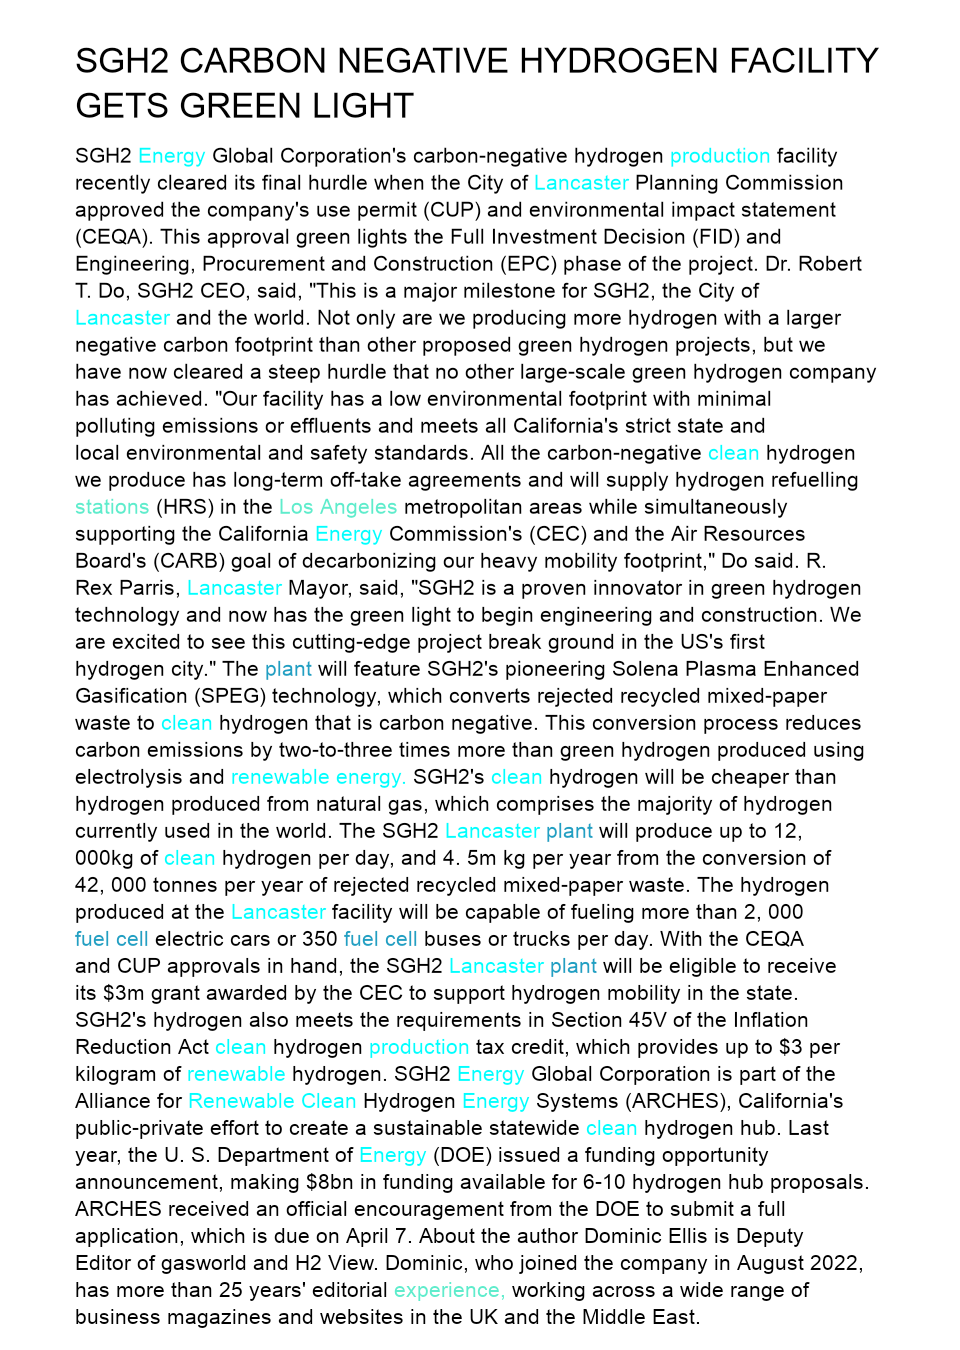 SGH2 CARBON NEGATIVE HYDROGEN FACILITY
GETS GREEN LIGHT
SGH2 Energy Global Corporation's carbon-negative hydrogen production facility
recently cleared its final hurdle when the City of Lancaster Planning Commission
approved the company's use permit (CUP) and environmental impact statement
(CEQA). This approval green lights the Full Investment Decision (FID) and
Engineering, Procurement and Construction (EPC) phase of the project. Dr. Robert
T. Do, SGH2 CEO, said, "This is a major milestone for SGH2, the City of
Lancaster and the world. Not only are we producing more hydrogen with a larger
negative carbon footprint than other proposed green hydrogen projects, but we
have now cleared a steep hurdle that no other large-scale green hydrogen company
has achieved. "Our facility has a low environmental footprint with minimal
polluting emissions or effluents and meets all California's strict state and
local environmental and safety standards. All the carbon-negative clean hydrogen
we produce has long-term off-take agreements and will supply hydrogen refuelling
stations (HRS) in the Los Angeles metropolitan areas while simultaneously
supporting the California Energy Commission's (CEC) and the Air Resources
Board's (CARB) goal of decarbonizing our heavy mobility footprint," Do said. R.
Rex Parris, Lancaster Mayor, said, "SGH2 is a proven innovator in green hydrogen
technology and now has the green light to begin engineering and construction. We
are excited to see this cutting-edge project break ground in the US's first
hydrogen city." The plant will feature SGH2's pioneering Solena Plasma Enhanced
Gasification (SPEG) technology, which converts rejected recycled mixed-paper
waste to clean hydrogen that is carbon negative. This conversion process reduces
carbon emissions by two-to-three times more than green hydrogen produced using
electrolysis and renewable energy. SGH2's clean hydrogen will be cheaper than
hydrogen produced from natural gas, which comprises the majority of hydrogen
currently used in the world. The SGH2 Lancaster plant will produce up to 12,
000kg of clean hydrogen per day, and 4. 5m kg per year from the conversion of
42, 000 tonnes per year of rejected recycled mixed-paper waste. The hydrogen
produced at the Lancaster facility will be capable of fueling more than 2, 000
fuel cell electric cars or 350 fuel cell buses or trucks per day. With the CEQA
and CUP approvals in hand, the SGH2 Lancaster plant will be eligible to receive
its $3m grant awarded by the CEC to support hydrogen mobility in the state.
SGH2's hydrogen also meets the requirements in Section 45V of the Inflation
Reduction Act clean hydrogen production tax credit, which provides up to $3 per
kilogram of renewable hydrogen. SGH2 Energy Global Corporation is part of the
Alliance for Renewable Clean Hydrogen Energy Systems (ARCHES), California's
public-private effort to create a sustainable statewide clean hydrogen hub. Last
year, the U. S. Department of Energy (DOE) issued a funding opportunity
announcement, making $8bn in funding available for 6-10 hydrogen hub proposals.
ARCHES received an official encouragement from the DOE to submit a full
application, which is due on April 7. About the author Dominic Ellis is Deputy
Editor of gasworld and H2 View. Dominic, who joined the company in August 2022,
has more than 25 years' editorial experience, working across a wide range of
business magazines and websites in the UK and the Middle East.